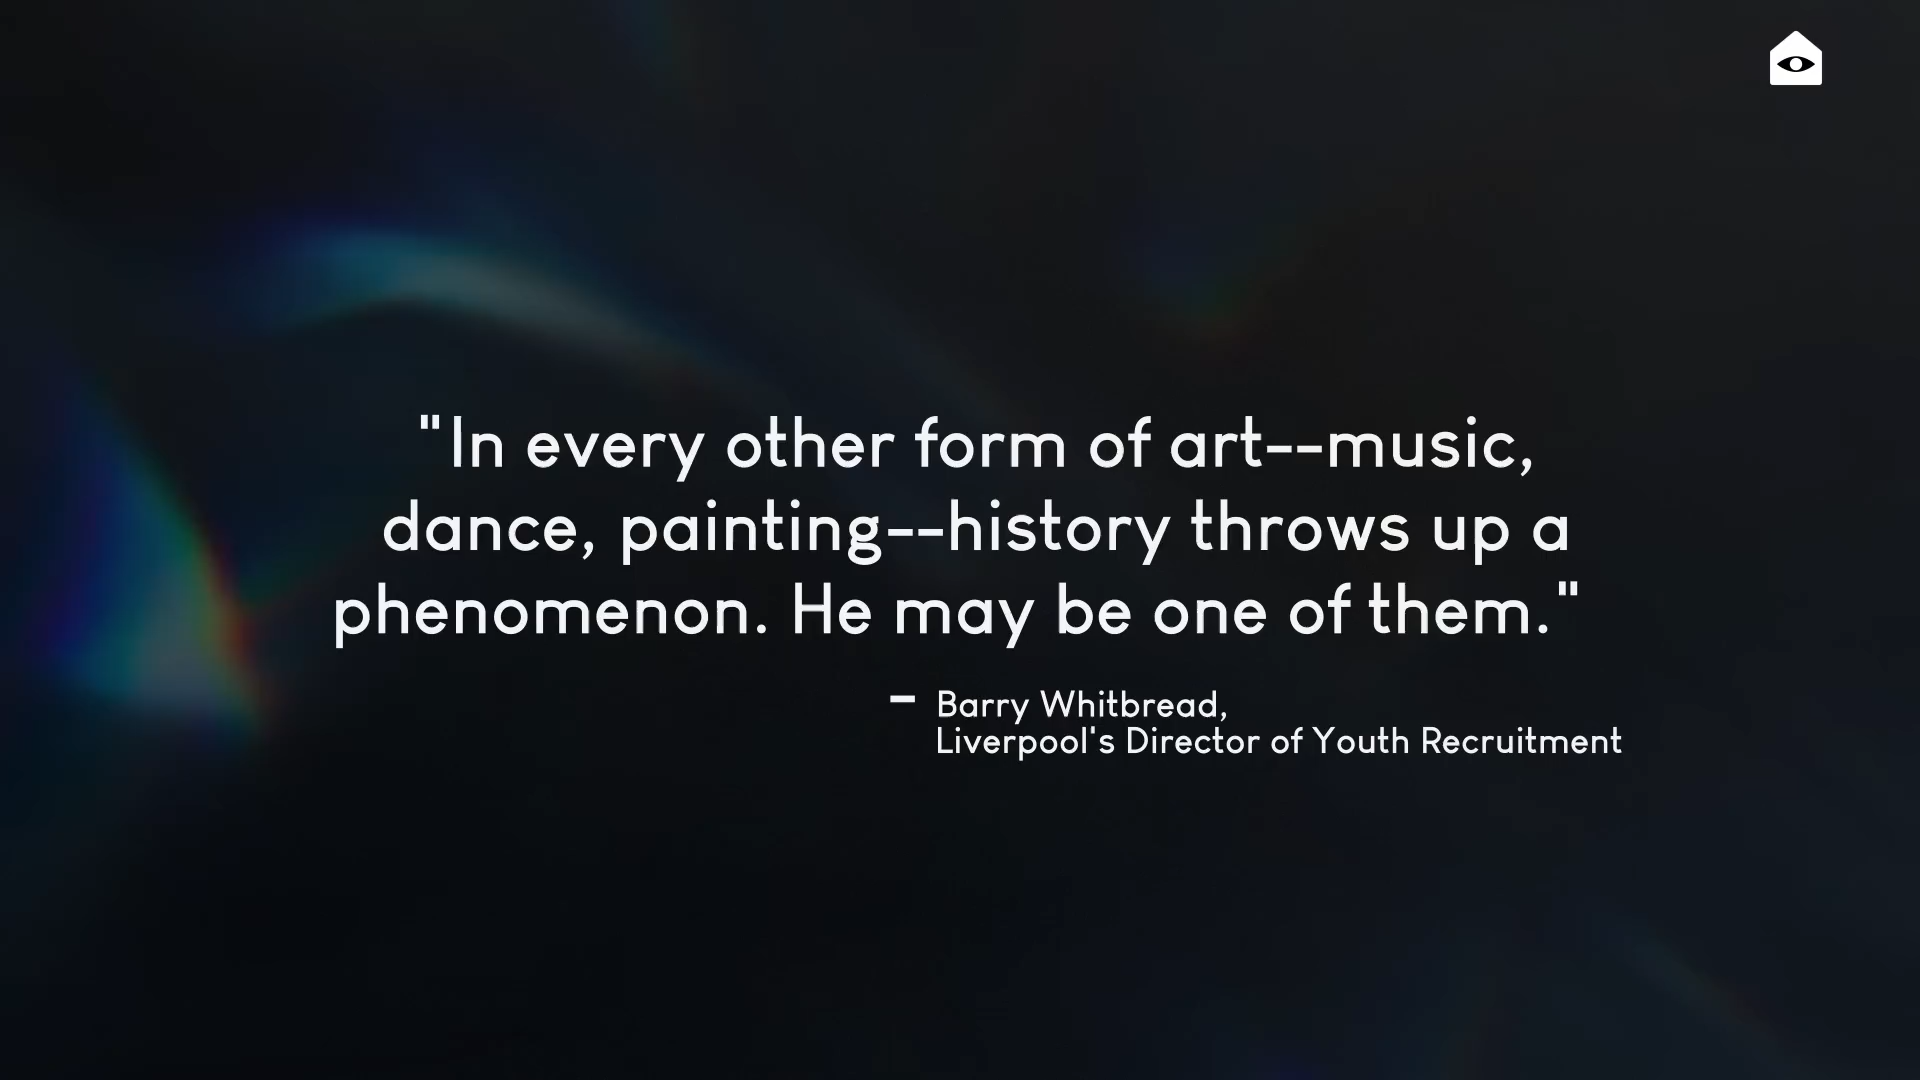 "In every other form of art--music,
dance, painting--history throws up a
phenomenon. He may be one of them."
– Barry Whitbread,
Liverpool's Director of Youth Recruitment